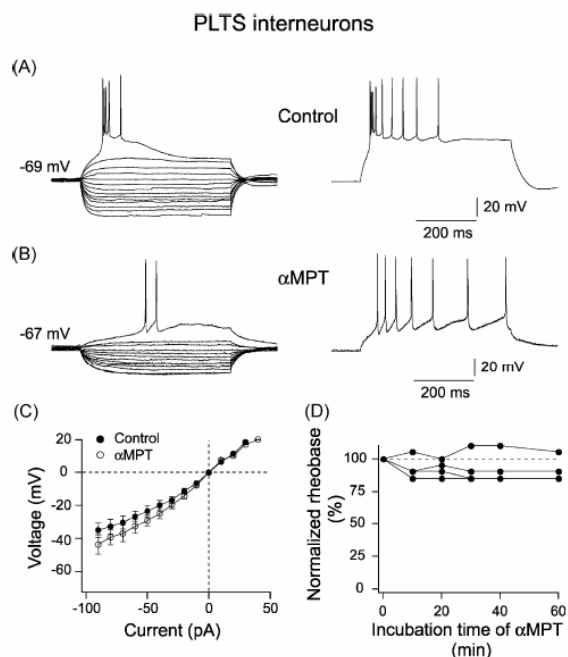 PLTS interneurons
(A)
Control
-69 mV
20 mV
200 ms
(B)
αMPT
-67 mV
20 mV
200 ms
(C)
Control
αMPT
20
0
-20
-40
-60
Voltage (mV)
-100
-50
0
50
Current (pA)
(D)
100
75
50
25
0
Normalized rheobase
(%)
0
20
40
60
Incubation time of αMPT
(min)